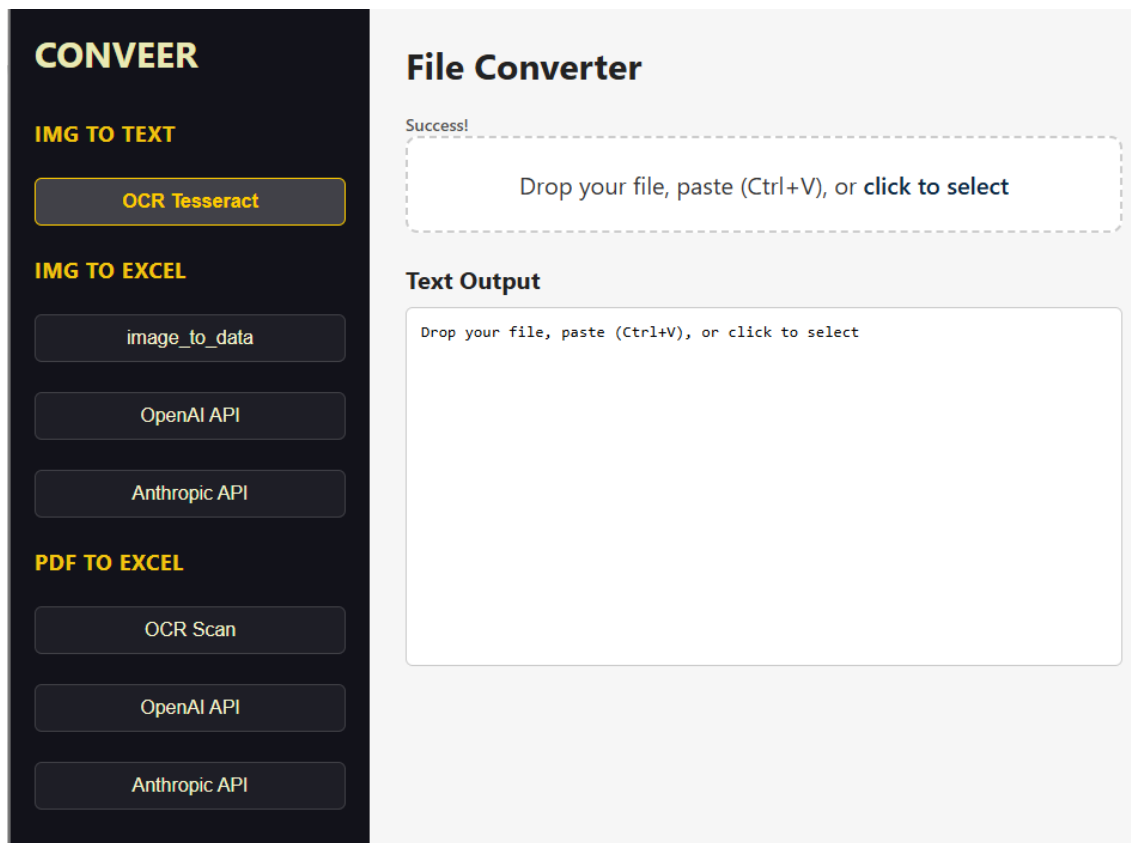 CONVEER
IMG TO TEXT
OCR Tesseract
IMG TO EXCEL
image_to_data
OpenAI API
Anthropic API
PDF TO EXCEL
OCR Scan
OpenAI API
Anthropic API
File Converter
Success!
Drop your file, paste (Ctrl+V), or click to select
Text Output
Drop your file, paste (Ctrl+V), or click to select